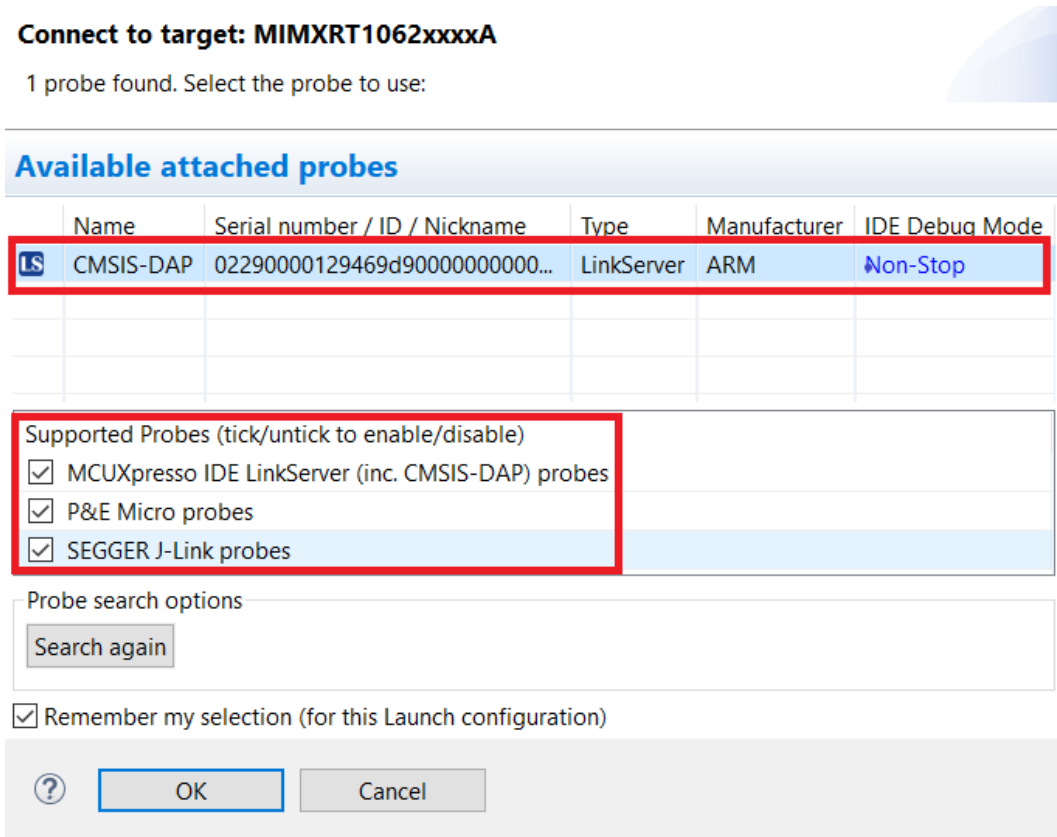 Connect to target: MIMXRT1062xxxxA
1 probe found. Select the probe to use:
Available attached probes
Name Serial number / ID / Nickname Type Manufacturer IDE Debug Mode
LS CMSIS-DAP 02290000129469d90000000000... LinkServer ARM Non-Stop
Supported Probes (tick/untick to enable/disable)
MCUXpresso IDE LinkServer (inc. CMSIS-DAP) probes
P&E Micro probes
SEGGER J-Link probes
Probe search options
Search again
Remember my selection (for this Launch configuration)
? OK Cancel